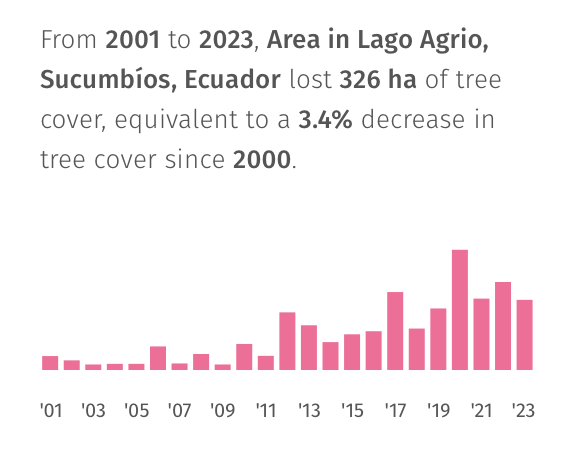 From 2001 to 2023, Area in Lago Agrio,
Sucumbíos, Ecuador lost 326 ha of tree
cover, equivalent to a 3.4% decrease in
tree cover since 2000.
'01 '03 '05 '07 '09 '11 '13 '15 '17 '19 '21 '23